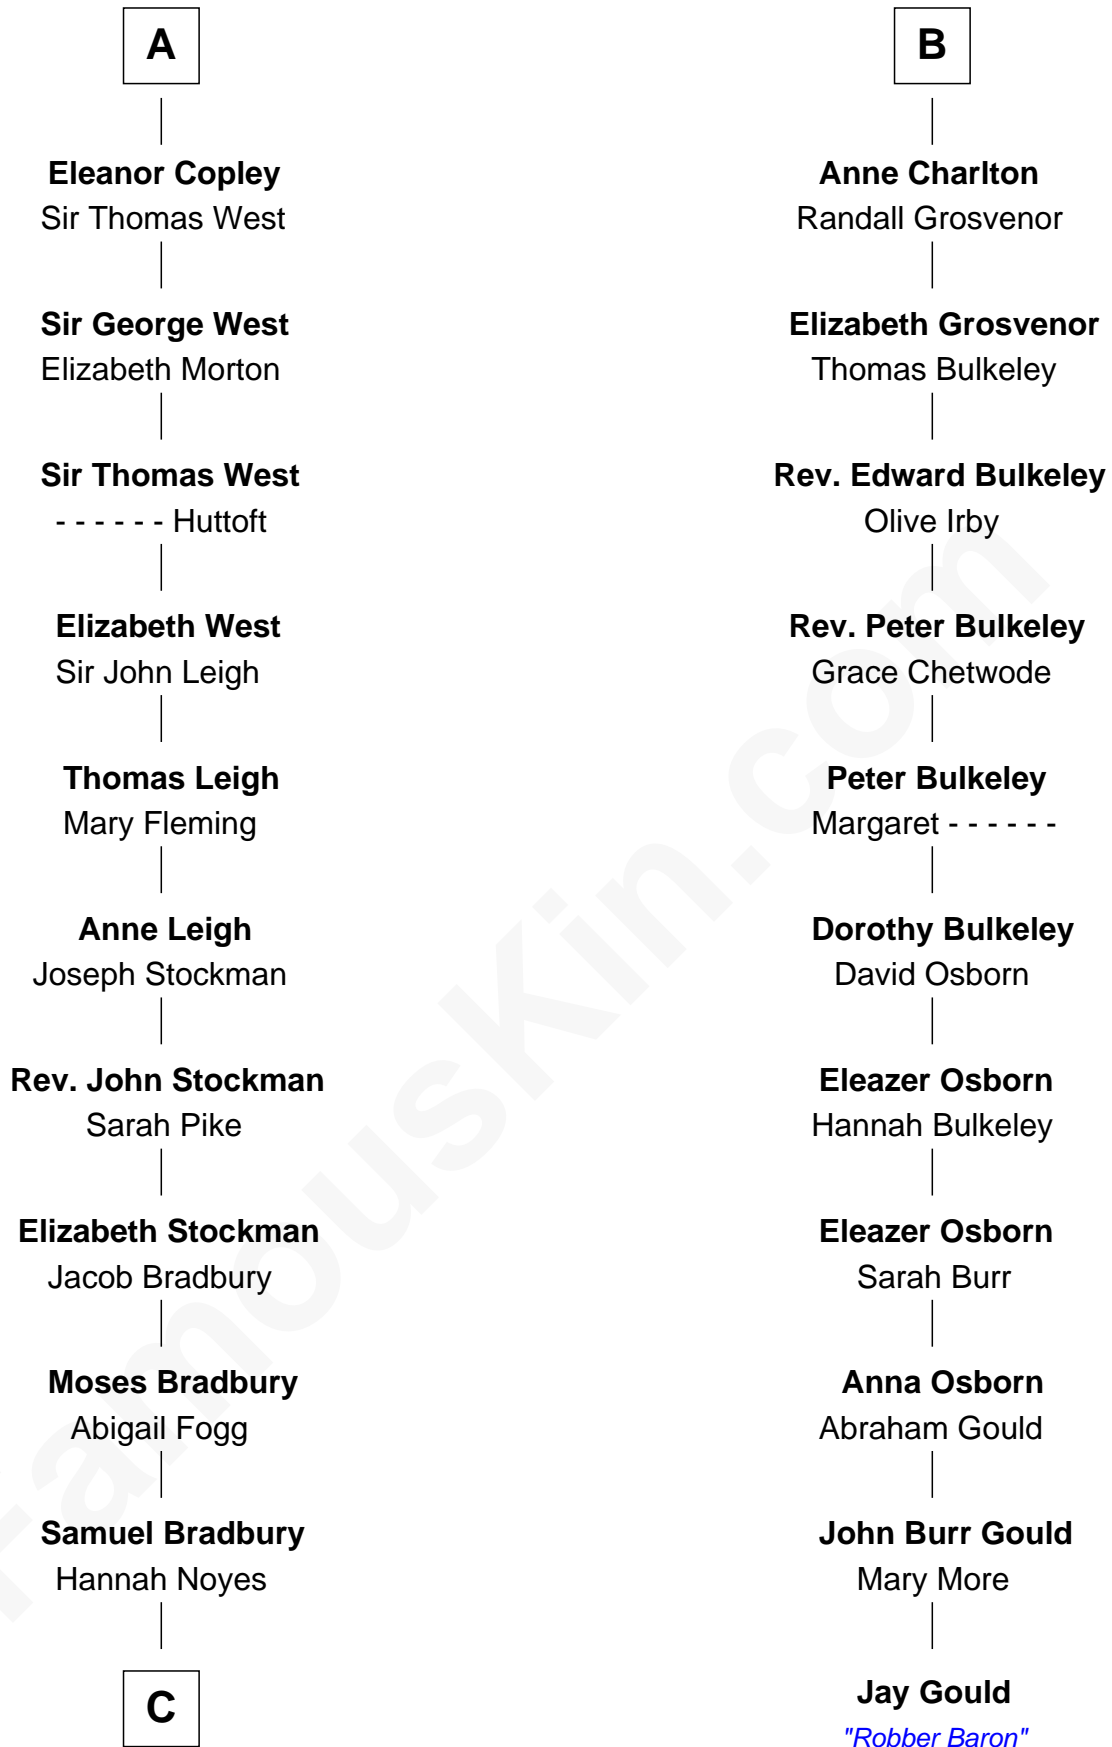 A
Eleanor Copley
Sir Thomas West
Sir George West
Elizabeth Morton
Sir Thomas West
- - - - - - Huttoft
Elizabeth West
Sir John Leigh
Thomas Leigh
Mary Fleming
Anne Leigh
Joseph Stockman
Rev. John Stockman
Sarah Pike
Elizabeth Stockman
Jacob Bradbury
Moses Bradbury
Abigail Fogg
Samuel Bradbury
Hannah Noyes
C
B
Anne Charlton
Randall Grosvenor
Elizabeth Grosvenor
Thomas Bulkeley
Rev. Edward Bulkeley
Olive Irby
Rev. Peter Bulkeley
Grace Chetwode
Peter Bulkeley
Margaret - - - - - -
Dorothy Bulkeley
David Osborn
Eleazer Osborn
Hannah Bulkeley
Eleazer Osborn
Sarah Burr
Anna Osborn
Abraham Gould
John Burr Gould
Mary More
Jay Gould
"Robber Baron"
FamousKin.com